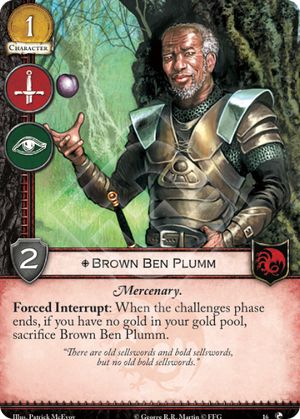 1
CHARACTER
2
BROWN BEN PLUMM
Mercenary.
Forced Interrupt: When the challenges phase
ends, if you have no gold in your gold pool,
sacrifice Brown Ben Plumm.
"There are old sellswords and bold sellswords,
but no old bold sellswords."
Illus. Patrick McEvoy © George R.R. Martin © FFG 16